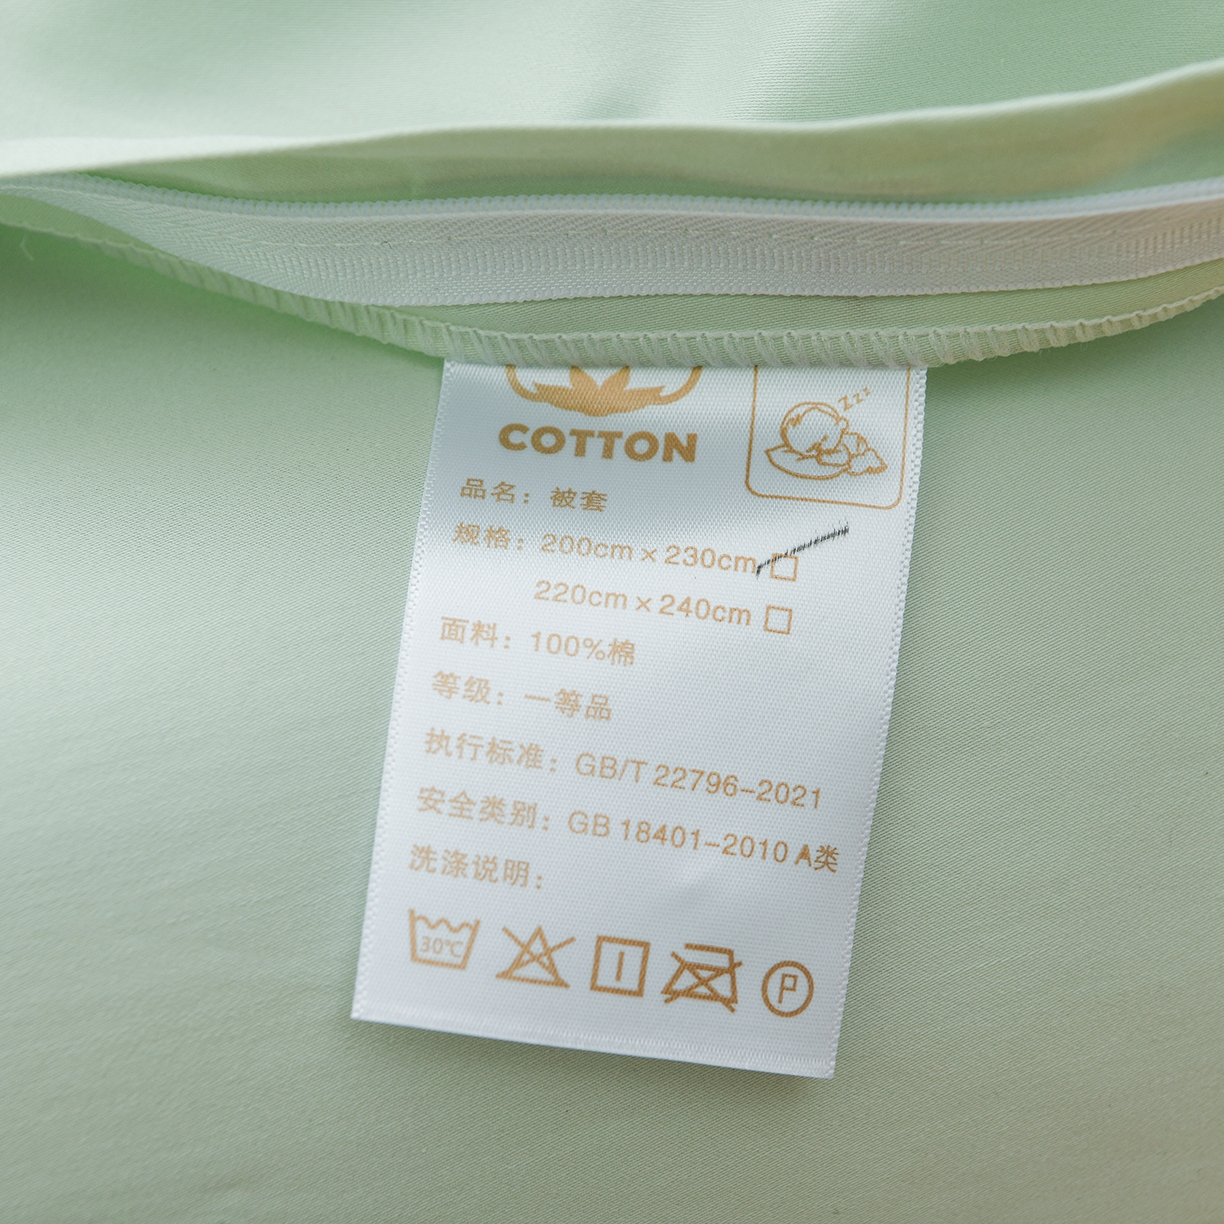 Zzz
COTTON
品名：被套
规格：200cm×230cm
220cm×240cm
面料：100%棉
等级：一等品
执行标准：GB/T 22796-2021
安全类别：GB 18401-2010 A类
洗涤说明：
30℃ P